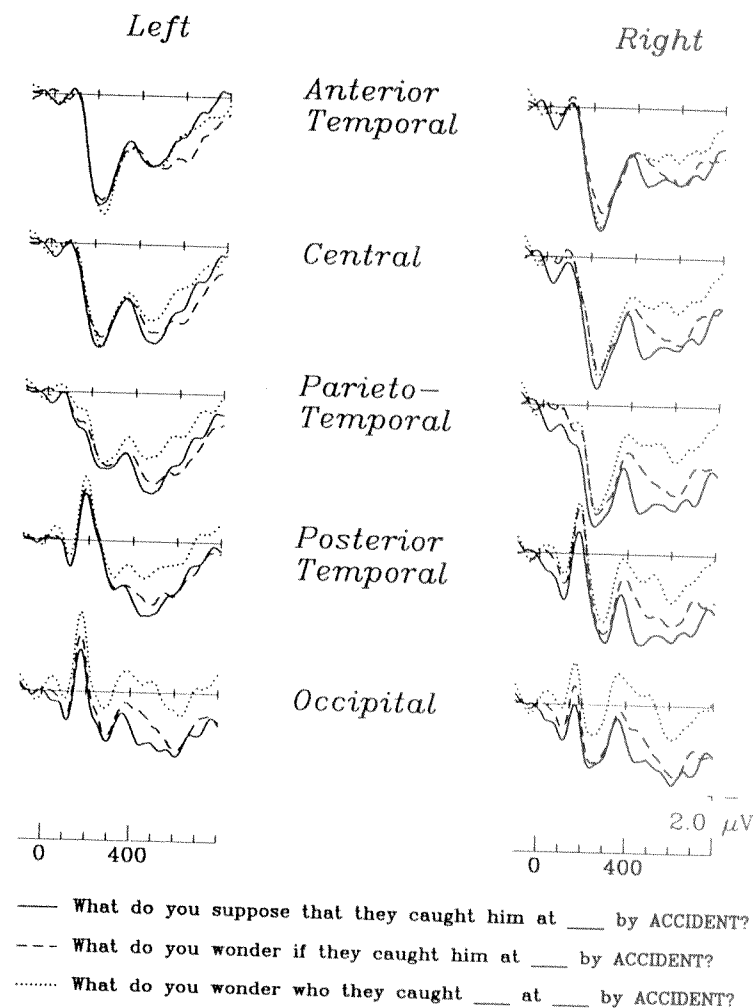 Left
Right
Anterior
Temporal
Central
Parieto-
Temporal
Posterior
Temporal
Occipital
2.0 μV
0 400
0 400
What do you suppose that they caught him at ___ by ACCIDENT?
What do you wonder if they caught him at ___ by ACCIDENT?
What do you wonder who they caught ___ at ___ by ACCIDENT?